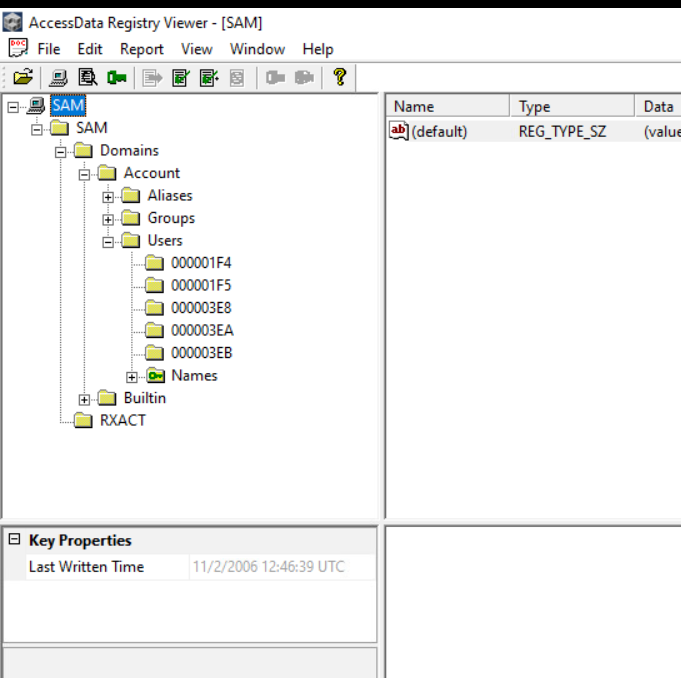 AccessData Registry Viewer - [SAM]
File Edit Report View Window Help
SAM
SAM
Domains
Account
Aliases
Groups
Users
000001F4
000001F5
000003E8
000003EA
000003EB
Names
Builtin
RXACT
Name Type Data
ab (default) REG_TYPE_SZ (value
Key Properties
Last Written Time 11/2/2006 12:46:39 UTC